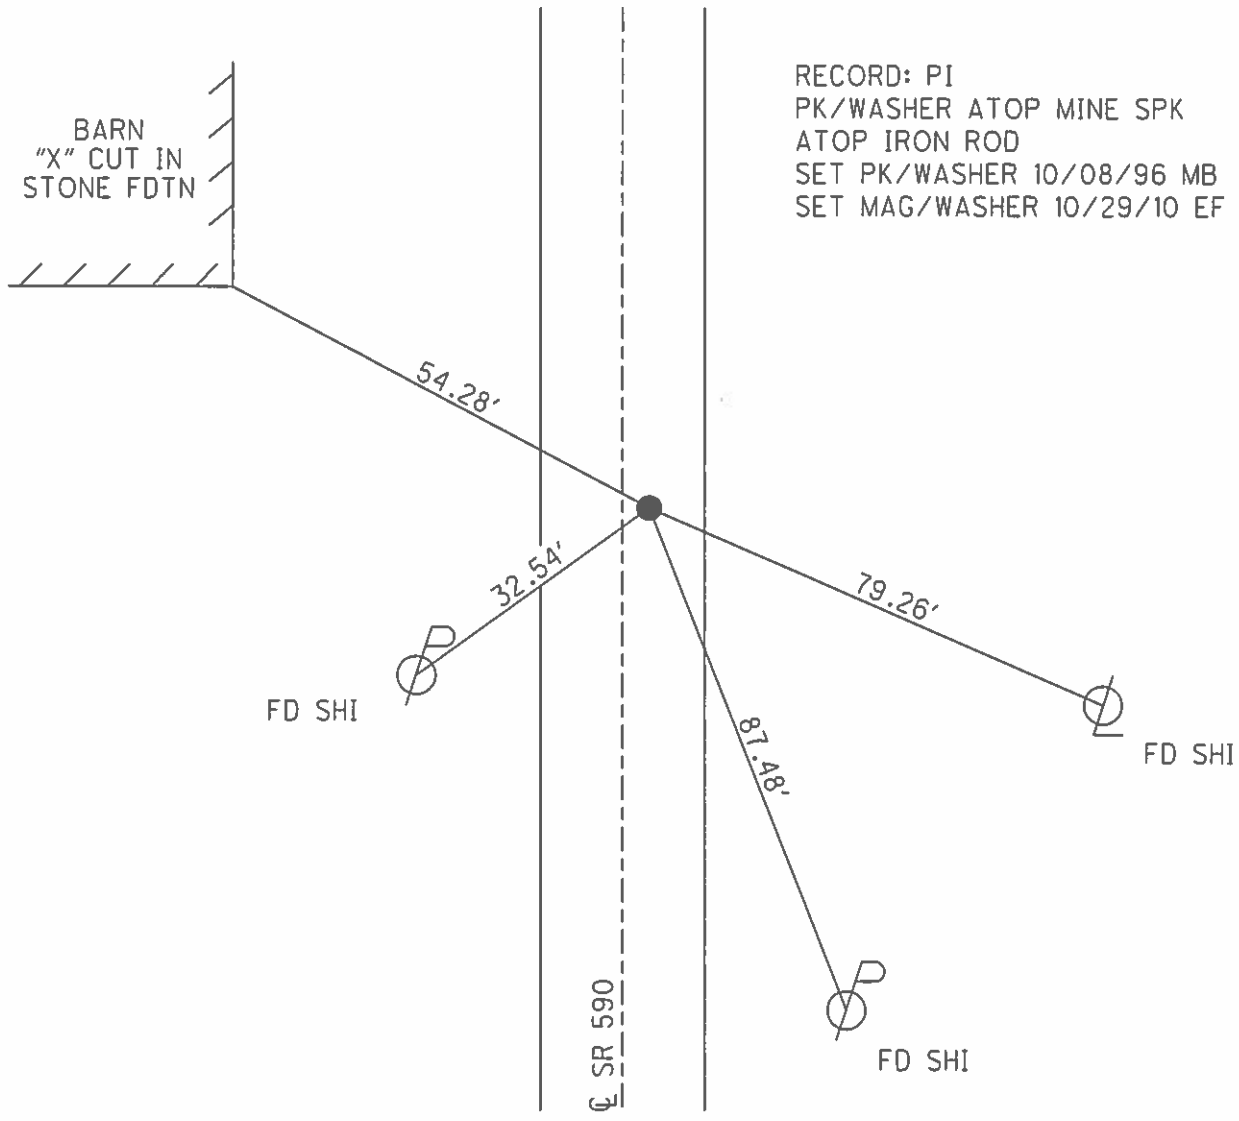 RECORD: PI
PK/WASHER ATOP MINE SPK
ATOP IRON ROD
SET PK/WASHER 10/08/96 MB
SET MAG/WASHER 10/29/10 EF
BARN
"X" CUT IN
STONE FDTN
54.28'
32.54'
79.26'
P
FD SHI
87.48'
L
FD SHI
P
FD SHI
℄ SR 590